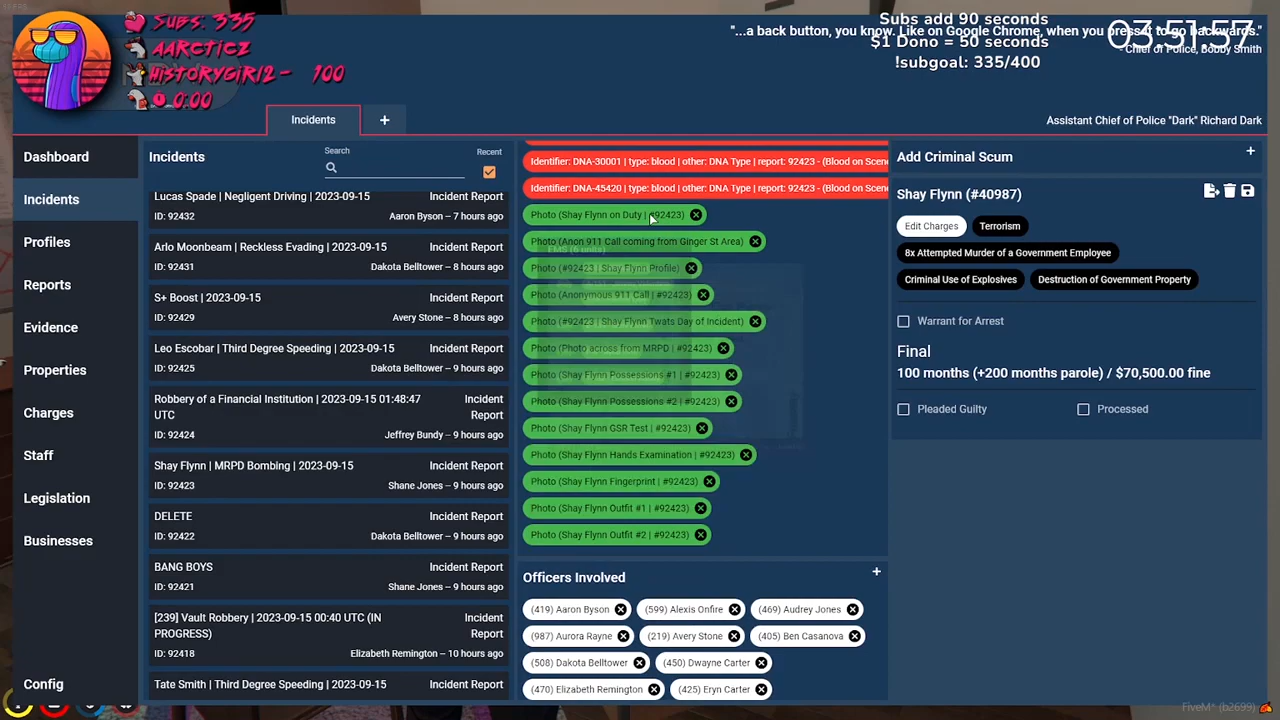 Subs: 335
AArcticz
HistoryGirl2 - 100
0:00
Subs add 90 seconds
$1 Dono = 50 seconds
!subgoal: 335/400
03:51:57
"...a back button, you know. Like on Google Chrome, when you press, to go backwards."
- Chief of Police, Bobby Smith
Incidents
+
Assistant Chief of Police "Dark" Richard Dark
Dashboard
Incidents
Profiles
Reports
Evidence
Properties
Charges
Staff
Legislation
Businesses
Config
Incidents
Search
Recent
Lucas Spade | Negligent Driving | 2023-09-15
Incident Report
ID: 92432
Aaron Byson – 7 hours ago
Arlo Moonbeam | Reckless Evading | 2023-09-15
Incident Report
ID: 92431
Dakota Belltower – 8 hours ago
S+ Boost | 2023-09-15
Incident Report
ID: 92429
Avery Stone – 8 hours ago
Leo Escobar | Third Degree Speeding | 2023-09-15
Incident Report
ID: 92425
Dakota Belltower – 9 hours ago
Robbery of a Financial Institution | 2023-09-15 01:48:47
UTC
Incident
Report
ID: 92424
Jeffrey Bundy – 9 hours ago
Shay Flynn | MRPD Bombing | 2023-09-15
Incident Report
ID: 92423
Shane Jones – 9 hours ago
DELETE
Incident Report
ID: 92422
Dakota Belltower – 9 hours ago
BANG BOYS
Incident Report
ID: 92421
Shane Jones – 9 hours ago
[239] Vault Robbery | 2023-09-15 00:40 UTC (IN
PROGRESS)
Incident
Report
ID: 92418
Elizabeth Remington – 10 hours ago
Tate Smith | Third Degree Speeding | 2023-09-15
Incident Report
Identifier: DNA-30001 | type: blood | other: DNA Type | report: 92423 - (Blood on Scene
Identifier: DNA-45420 | type: blood | other: DNA Type | report: 92423 - (Blood on Scene
Photo (Shay Flynn on Duty | #92423)
Photo (Anon 911 Call coming from Ginger St Area)
EMS (6 units)
Photo (#92423 | Shay Flynn Profile)
Photo (Anonymous 911 Call | #92423)
Photo (#92423 | Shay Flynn Twats Day of Incident)
Photo (Photo across from MRPD | #92423)
Photo (Shay Flynn Possessions #1 | #92423)
Photo (Shay Flynn Possessions #2 | #92423)
Photo (Shay Flynn GSR Test | #92423)
Photo (Shay Flynn Hands Examination | #92423)
Photo (Shay Flynn Fingerprint | #92423)
Photo (Shay Flynn Outfit #1 | #92423)
Photo (Shay Flynn Outfit #2 | #92423)
Officers Involved
+
(419) Aaron Byson
(599) Alexis Onfire
(469) Audrey Jones
(987) Aurora Rayne
(219) Avery Stone
(405) Ben Casanova
(508) Dakota Belltower
(450) Dwayne Carter
(470) Elizabeth Remington
(425) Eryn Carter
Add Criminal Scum
+
Shay Flynn (#40987)
Edit Charges
Terrorism
8x Attempted Murder of a Government Employee
Criminal Use of Explosives
Destruction of Government Property
Warrant for Arrest
Final
100 months (+200 months parole) / $70,500.00 fine
Pleaded Guilty
Processed
FiveM* (b2699)